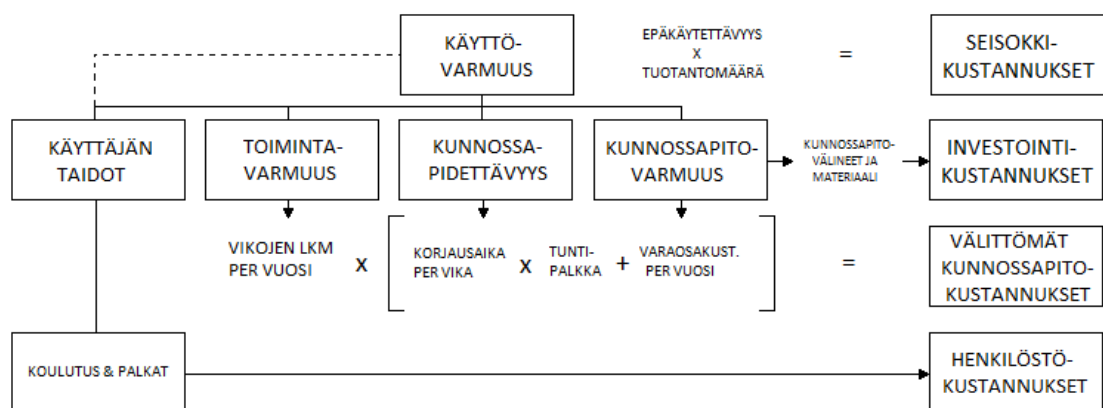 KÄYTTÖ-
VARMUUS
EPÄKÄYTETTÄVYYS
X
TUOTANTOMÄÄRÄ
=
SEISOKKI-
KUSTANNUKSET
KÄYTTÄJÄN
TAIDOT
TOIMINTA-
VARMUUS
KUNNOSSA-
PIDETTÄVYYS
KUNNOSSAPITO-
VARMUUS
KUNNOSSAPITO-
VÄLINEET JA
MATERIAALI
INVESTOINTI-
KUSTANNUKSET
VIKOJEN LKM
PER VUOSI
X
KORJAUSAIKA
PER VIKA
X
TUNTI-
PALKKA
+
VARAOSAKUST.
PER VUOSI
=
VÄLITTÖMÄT
KUNNOSSAPITO-
KUSTANNUKSET
KOULUTUS & PALKAT
HENKILÖSTÖ-
KUSTANNUKSET